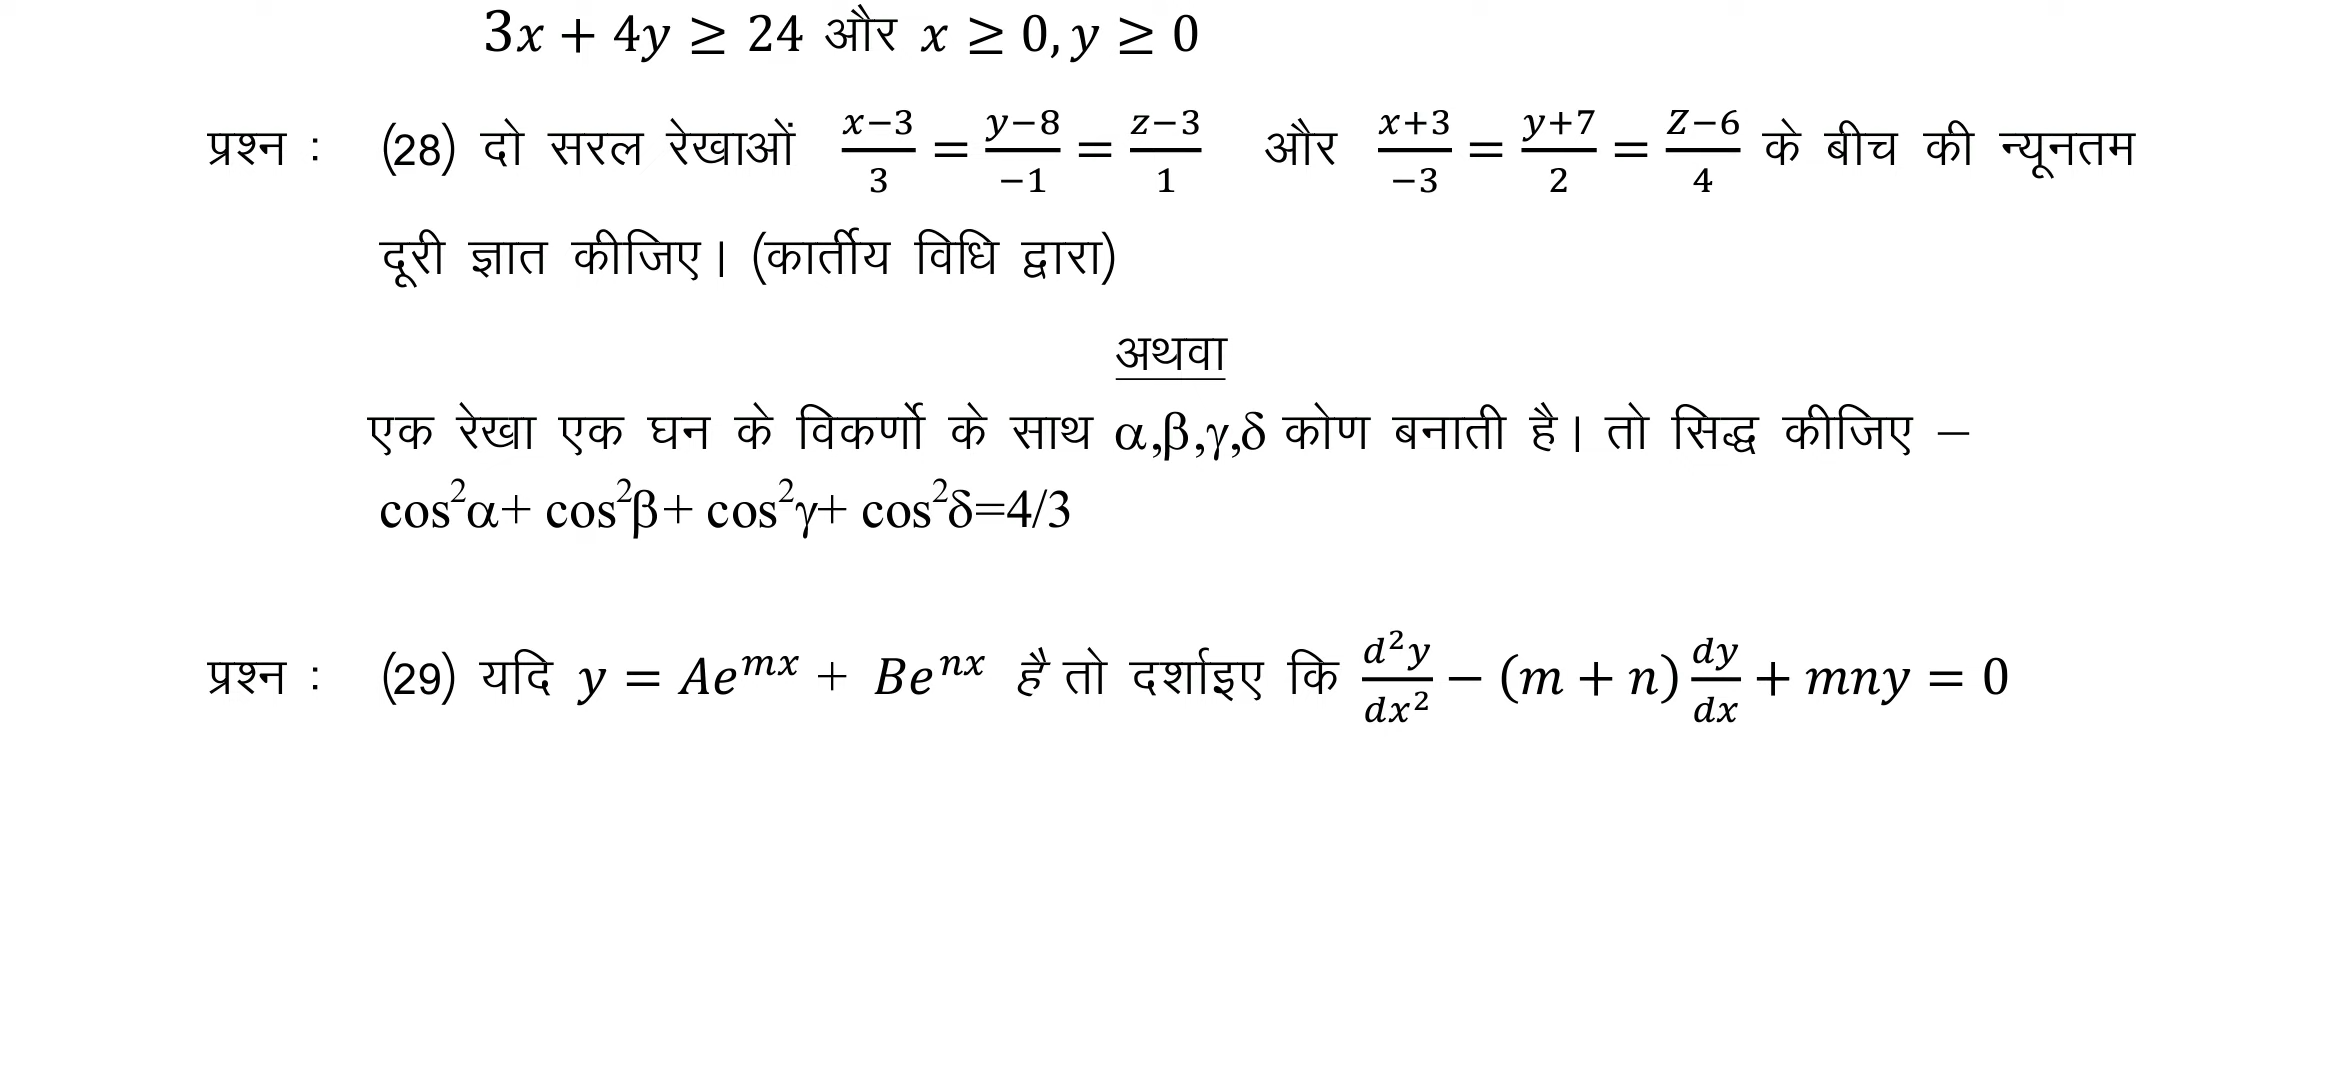 3x + 4y ≥ 24 और x ≥ 0, y ≥ 0
प्रश्न : (28) दो सरल रेखाओं (x−3)/3 = (y−8)/−1 = (z−3)/1 और (x+3)/−3 = (y+7)/2 = (Z−6)/4 के बीच की न्यूनतम
दूरी ज्ञात कीजिए। (कार्तीय विधि द्वारा)
अथवा
एक रेखा एक घन के विकर्णो के साथ α,β,γ,δ कोण बनाती है। तो सिद्ध कीजिए –
cos²α+ cos²β+ cos²γ+ cos²δ=4/3
प्रश्न : (29) यदि y = Ae^{mx} + Be^{nx} है तो दर्शाइए कि d²y/dx² − (m + n) dy/dx + mny = 0